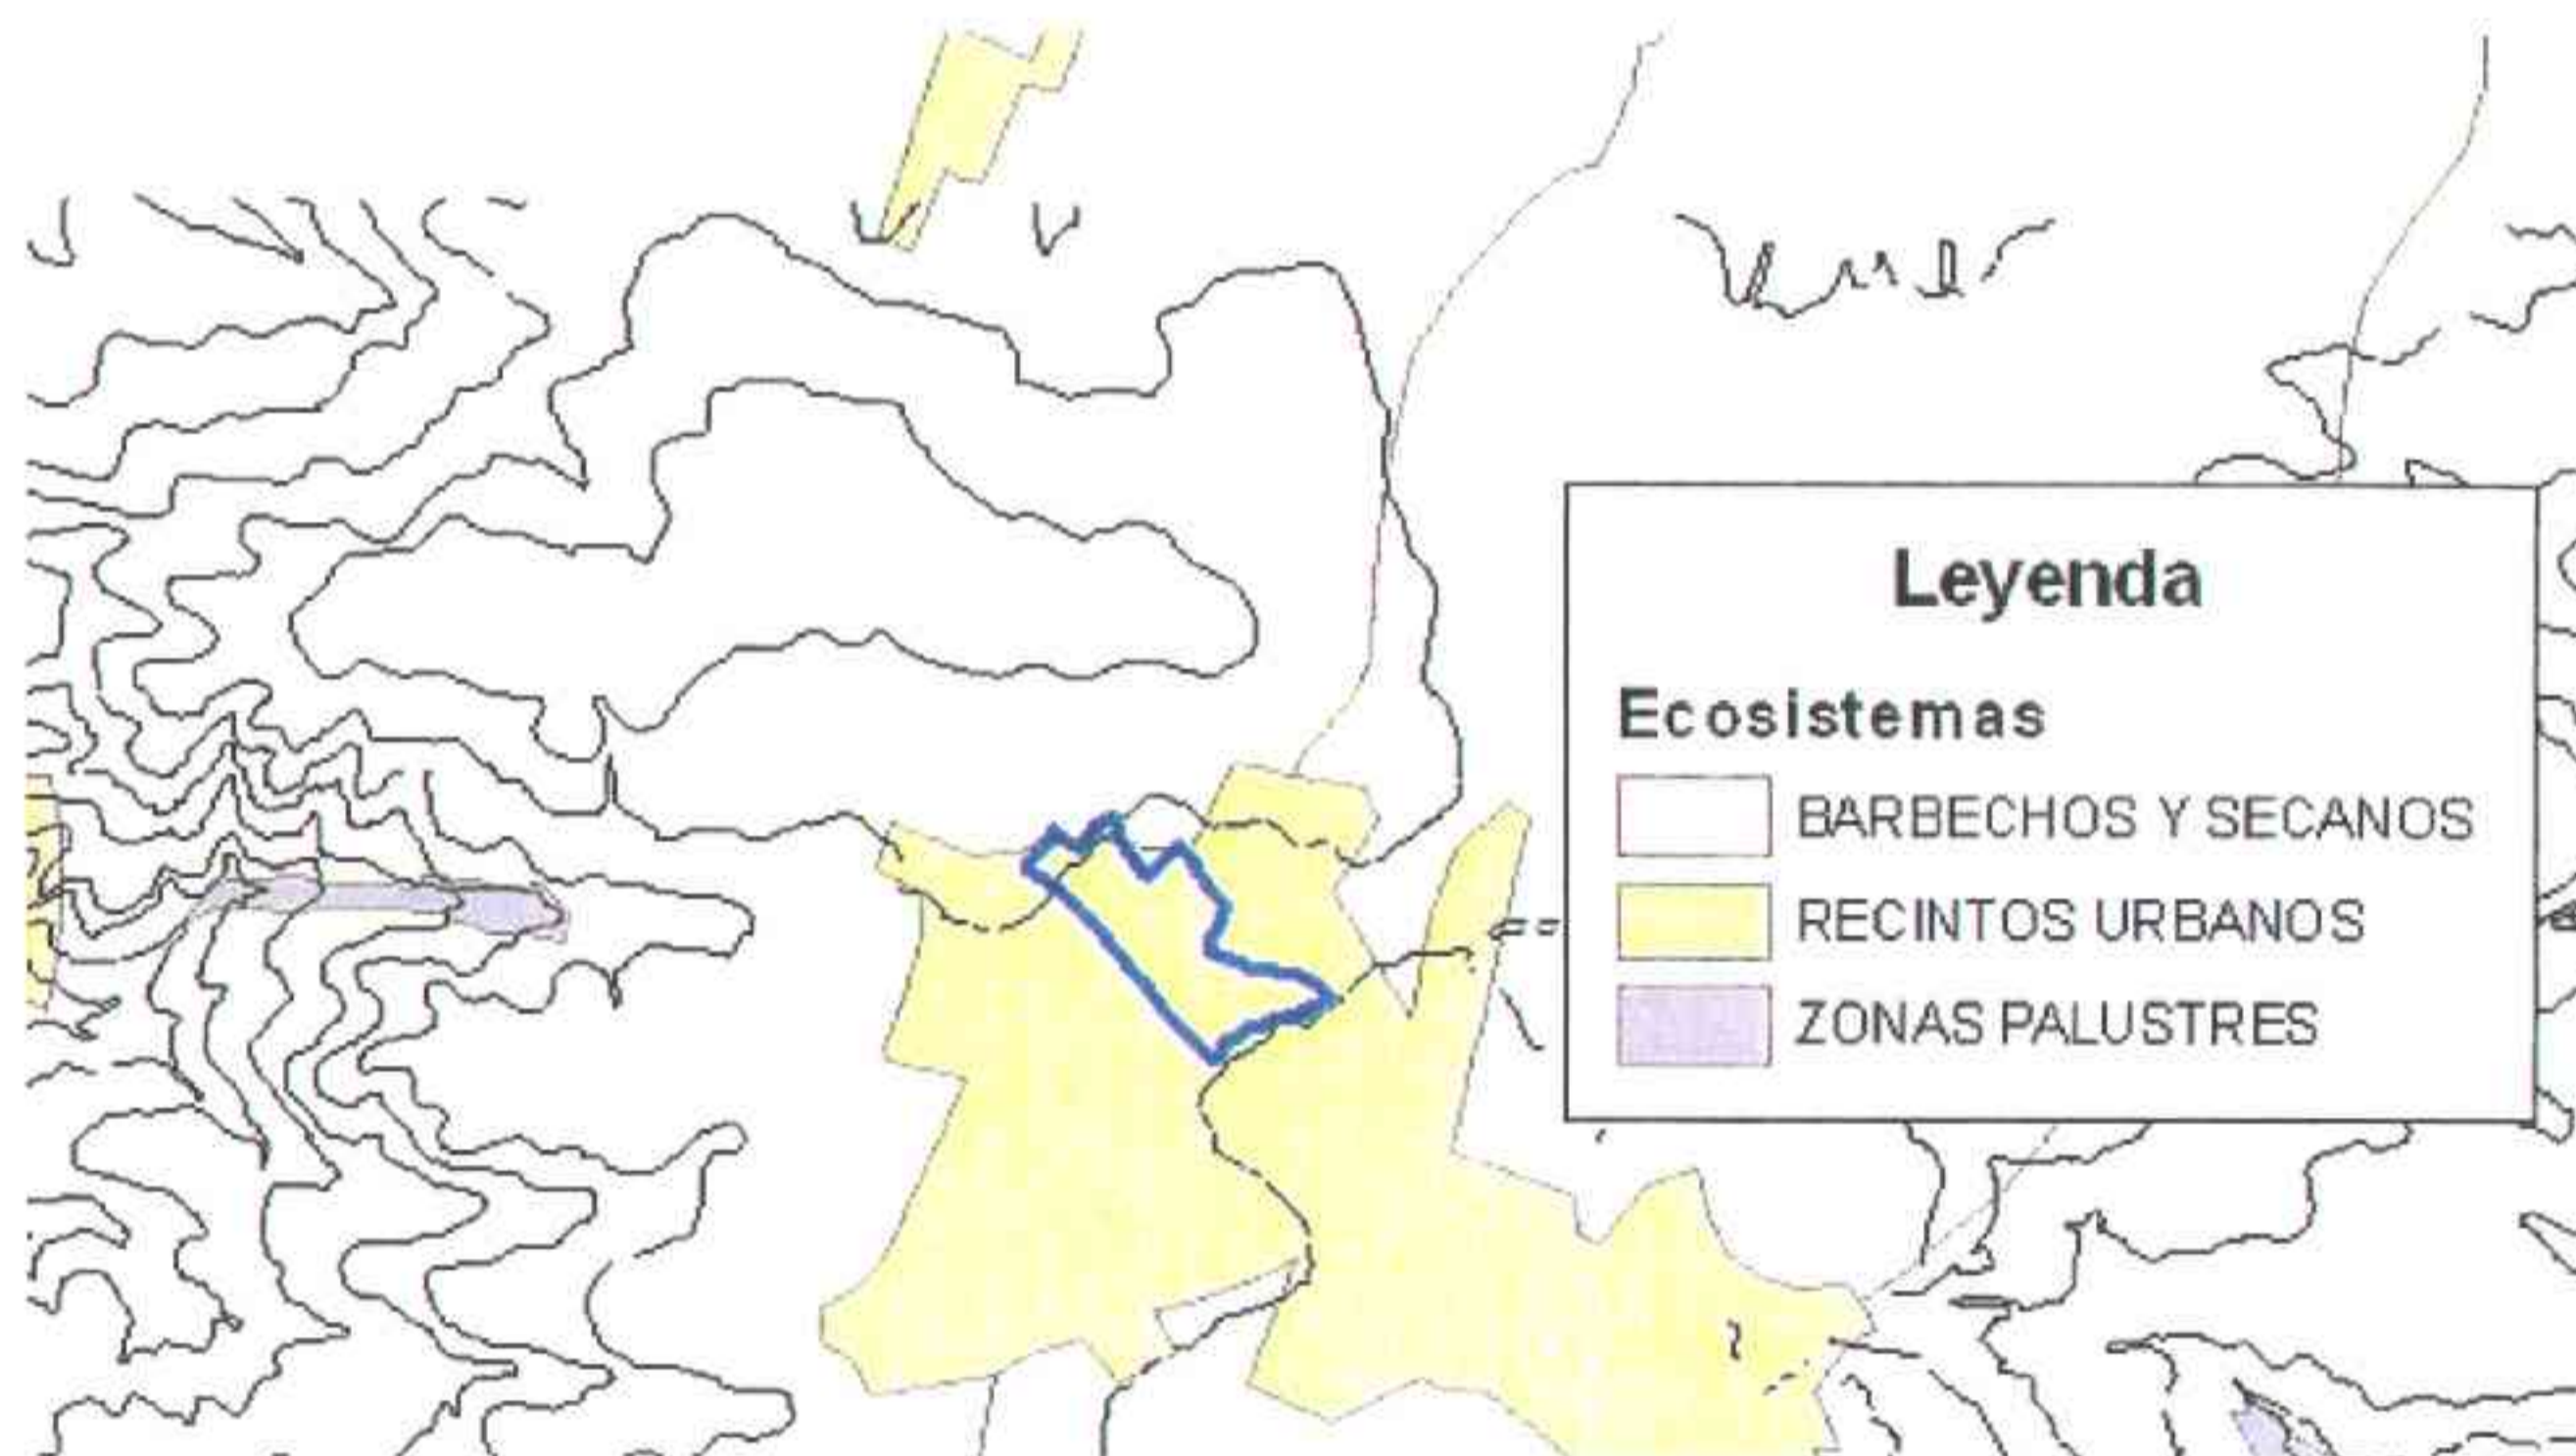 Leyenda
Ecosistemas
BARBECHOS Y SECANOS
RECINTOS URBANOS
ZONAS PALUSTRES